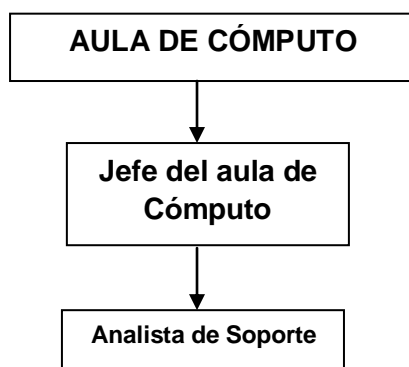 AULA DE CÓMPUTO
Jefe del aula de
Cómputo
Analista de Soporte